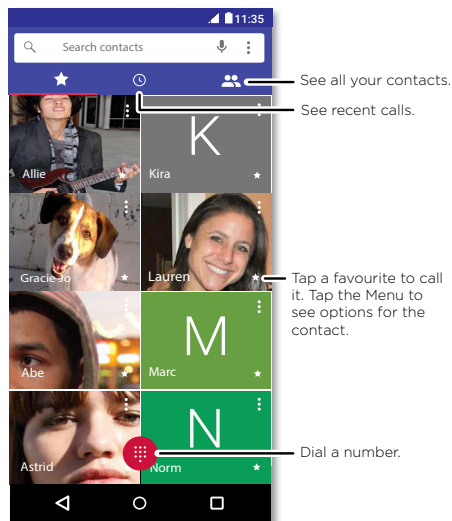 11:35
Search contacts
See all your contacts.
See recent calls.
K
Allie
Kira
Gracie Jo
Lauren
Tap a favourite to call
it. Tap the Menu to
see options for the
contact.
M
Abe
Marc
N
Astrid
Norm
Dial a number.